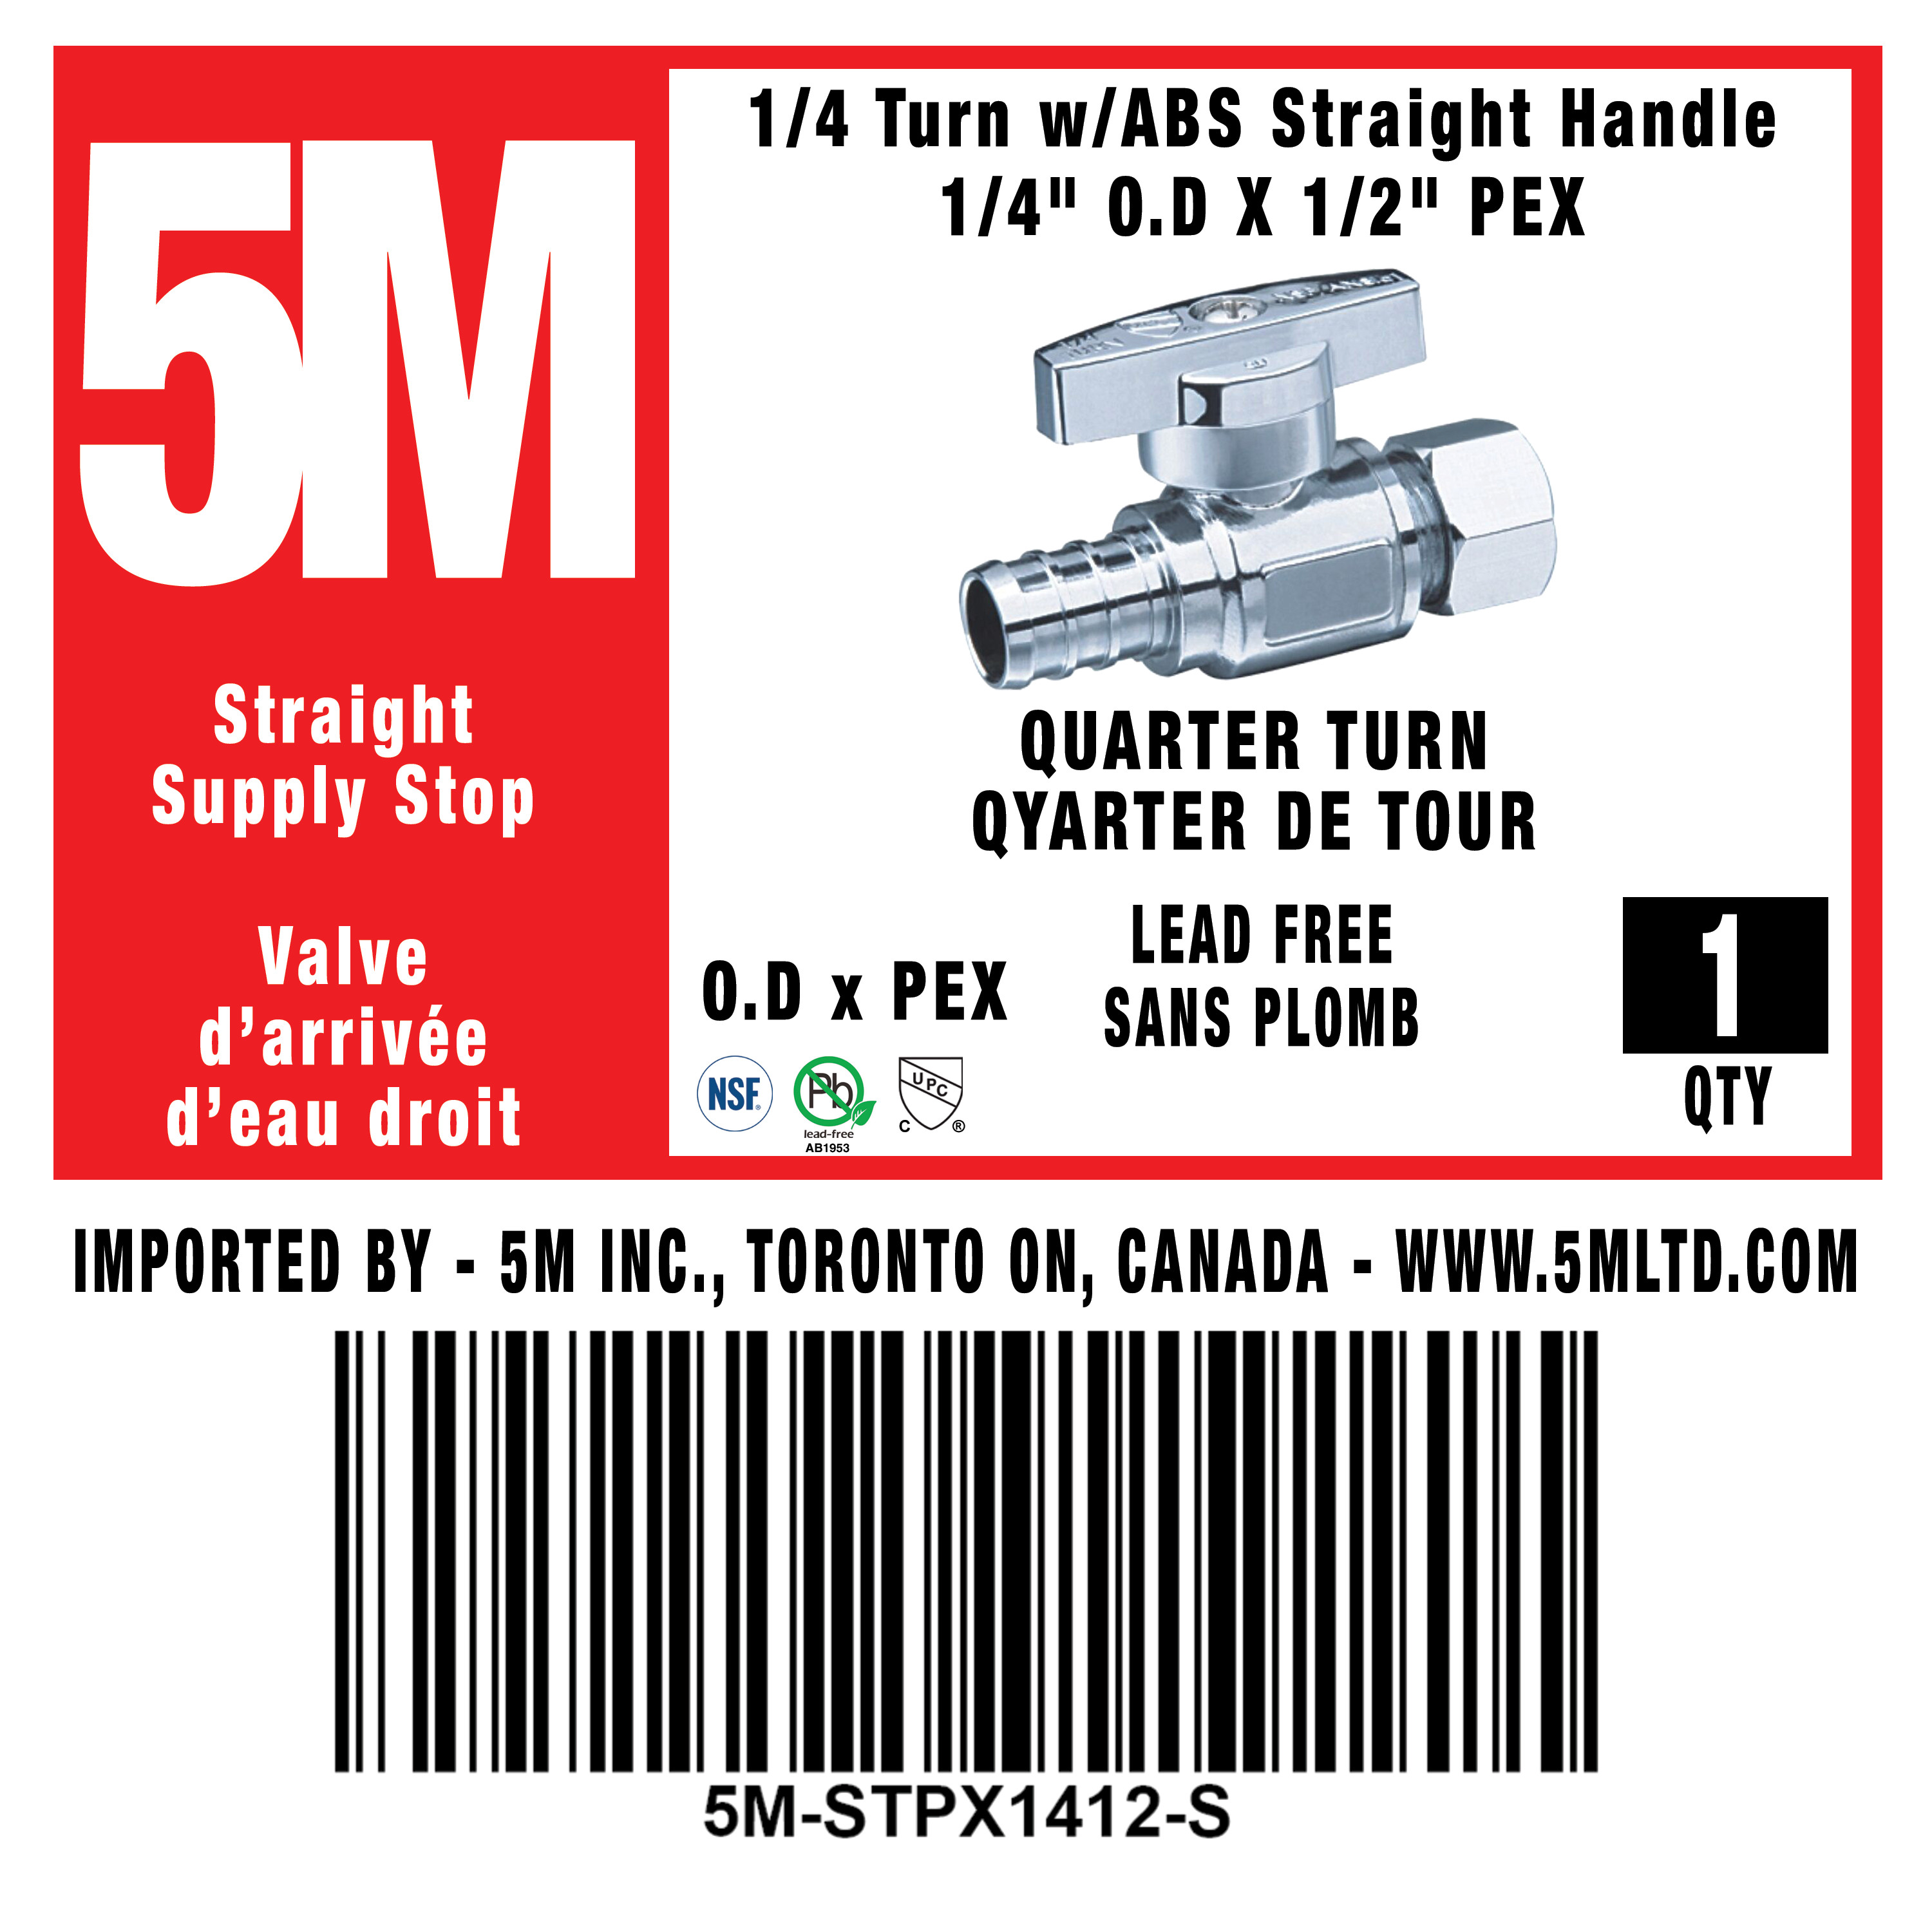 5M
Straight
Supply Stop
Valve
d’arrivée
d’eau droit
1/4 Turn w/ABS Straight Handle
1/4" O.D X 1/2" PEX
QUARTER TURN
QYARTER DE TOUR
LEAD FREE
SANS PLOMB
O.D x PEX
1
QTY
NSF®
Pb
lead-free
AB1953
UPC
C ®
IMPORTED BY - 5M INC., TORONTO ON, CANADA - WWW.5MLTD.COM
5M-STPX1412-S